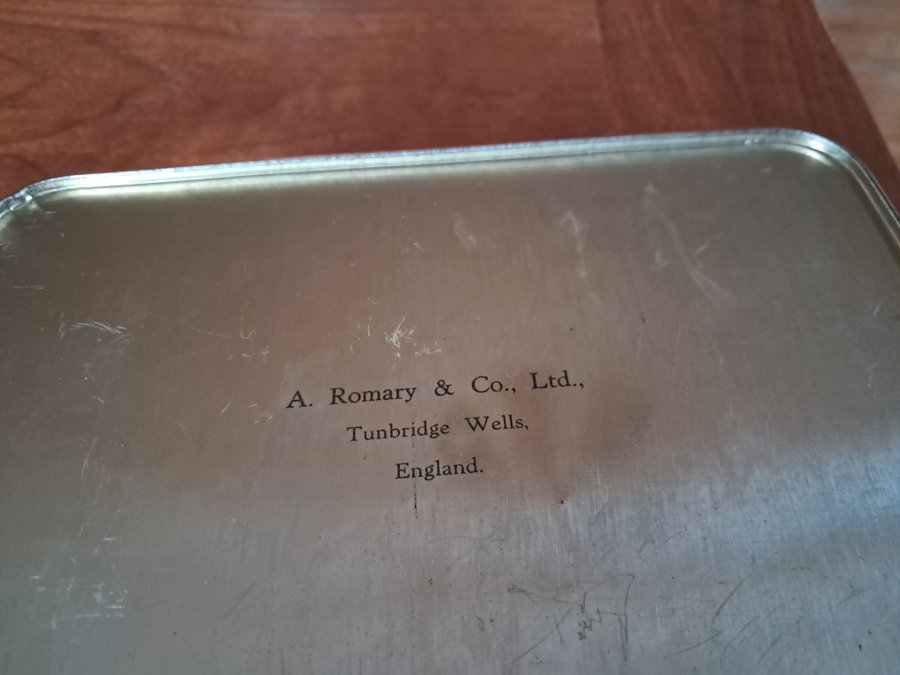 A. Romary & Co., Ltd.,
Tunbridge Wells,
England.